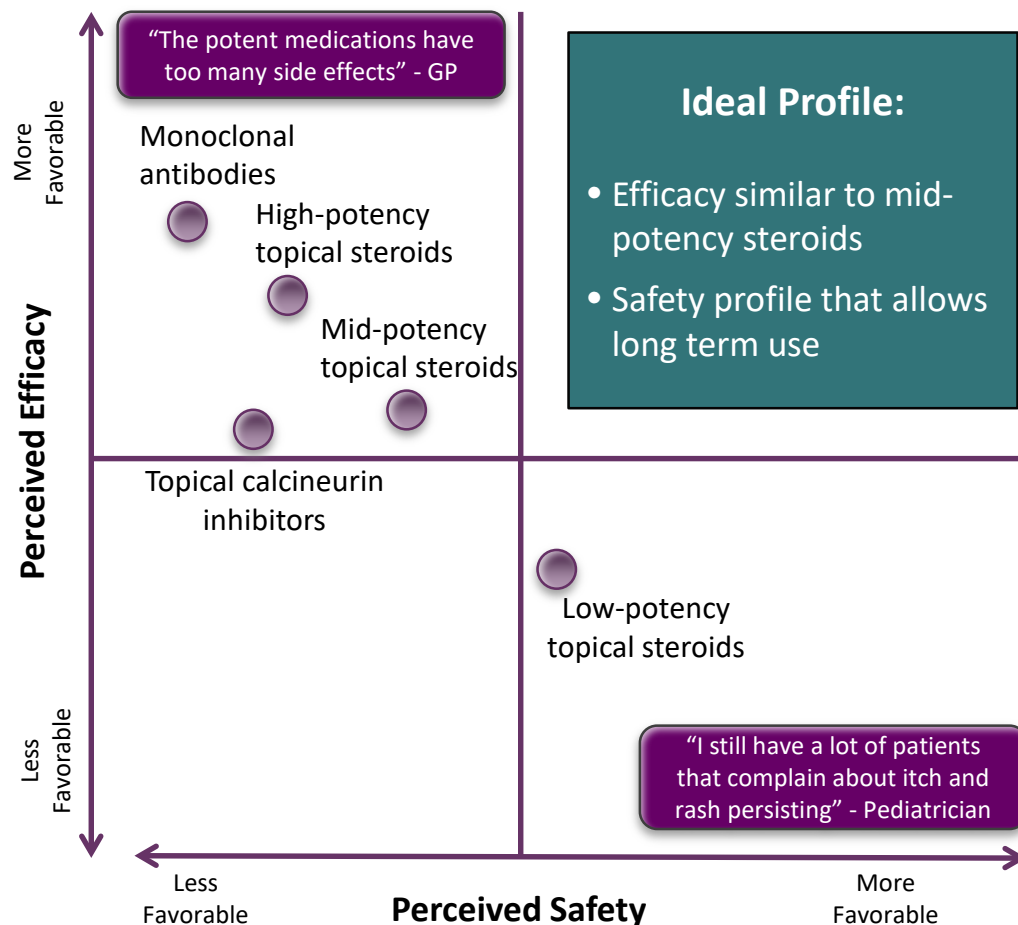 “The potent medications have
too many side effects” - GP
Ideal Profile:
• Efficacy similar to mid-
potency steroids
• Safety profile that allows
long term use
More
Favorable
Monoclonal
antibodies
High-potency
topical steroids
Mid-potency
topical steroids
Perceived Efficacy
Topical calcineurin
inhibitors
Low-potency
topical steroids
Less
Favorable
“I still have a lot of patients
that complain about itch and
rash persisting” - Pediatrician
Less
Favorable
Perceived Safety
More
Favorable